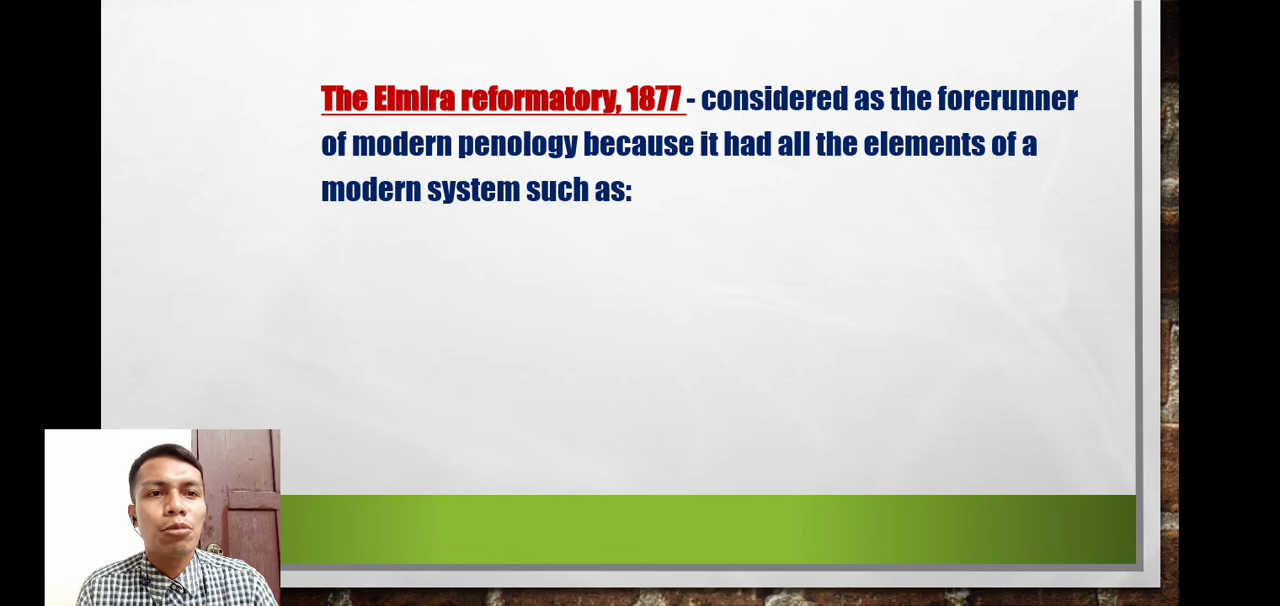 The Elmira reformatory, 1877 - considered as the forerunner
of modern penology because it had all the elements of a
modern system such as: